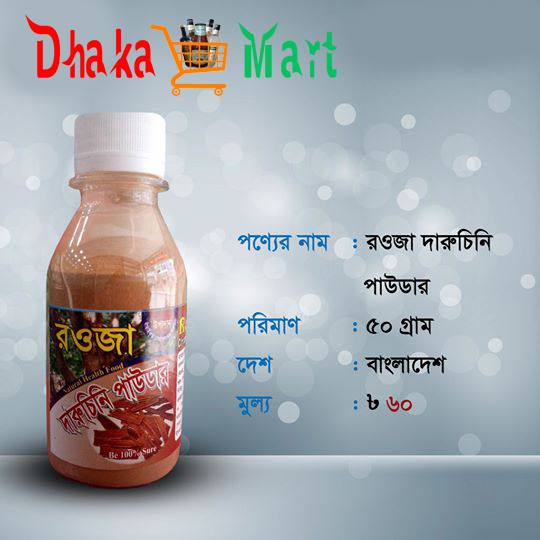 Dhaka Mart
পণ্যের নাম : রওজা দারুচিনি
পাউডার
পরিমাণ : ৫০ গ্রাম
দেশ : বাংলাদেশ
মুল্য : ৳ ৬০
রওজা
Natural Health Food
দারুচিনি পাউডার
Be 100% Sure